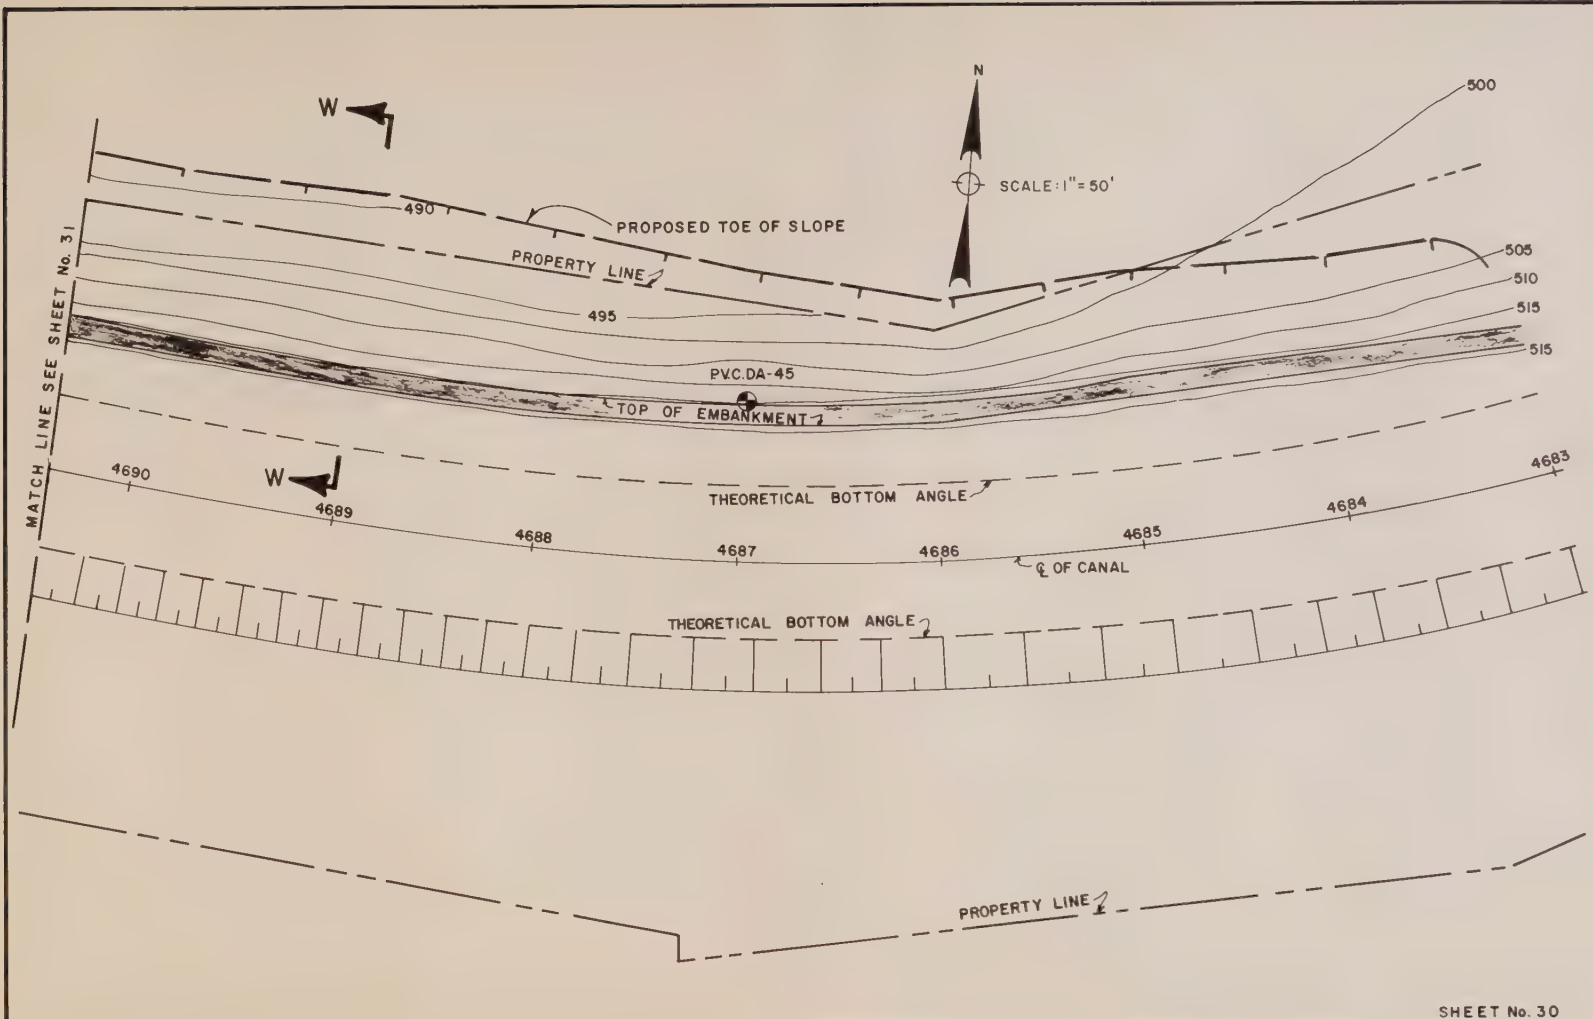 N
500
W
SCALE: 1" = 50'
490
PROPOSED TOE OF SLOPE
505
PROPERTY LINE
510
MATCH LINE SEE SHEET No. 31
495
515
515
P.V.C. DA-45
TOP OF EMBANKMENT
4690
W
THEORETICAL BOTTOM ANGLE
4683
4689
4684
4688
4685
4687
4686
℄ OF CANAL
THEORETICAL BOTTOM ANGLE
PROPERTY LINE
SHEET No. 30